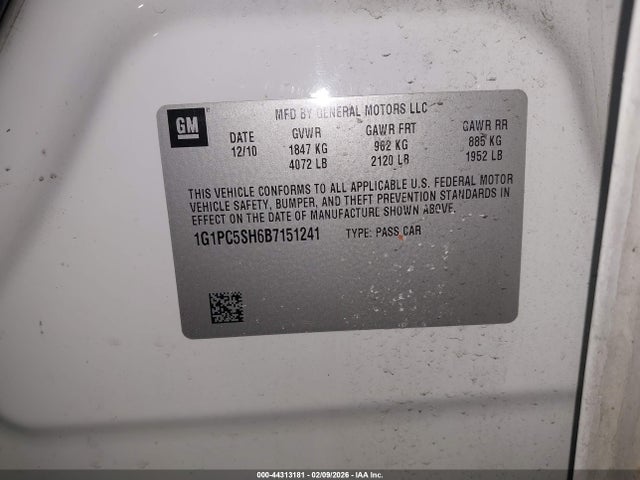 GM
MFD BY GENERAL MOTORS LLC
DATE GVWR GAWR FRT GAWR RR
12/10 1847 KG 962 KG 885 KG
4072 LB 2120 LB 1952 LB
THIS VEHICLE CONFORMS TO ALL APPLICABLE U.S. FEDERAL MOTOR
VEHICLE SAFETY, BUMPER, AND THEFT PREVENTION STANDARDS IN
EFFECT ON THE DATE OF MANUFACTURE SHOWN ABOVE.
1G1PC5SH6B7151241 TYPE: PASS CAR
000-44313181 - 02/09/2026 - IAA Inc.